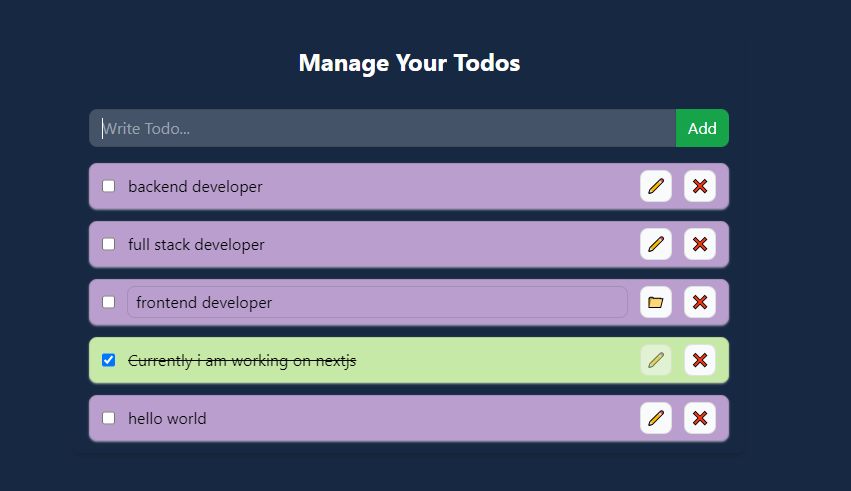 Manage Your Todos
Write Todo...
Add
backend developer
full stack developer
frontend developer
Currently i am working on nextjs
hello world